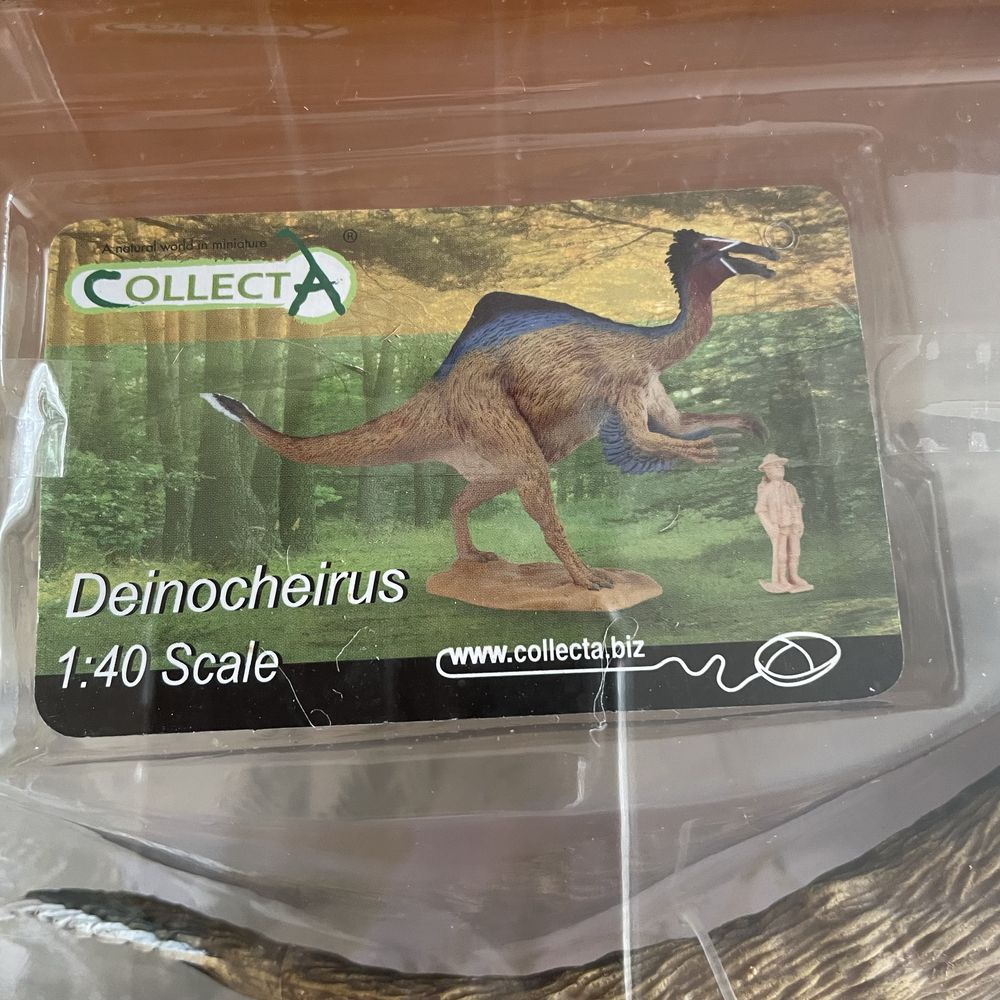 A natural world in miniature
COLLECTA®
Deinocheirus
1:40 Scale
www.collecta.biz